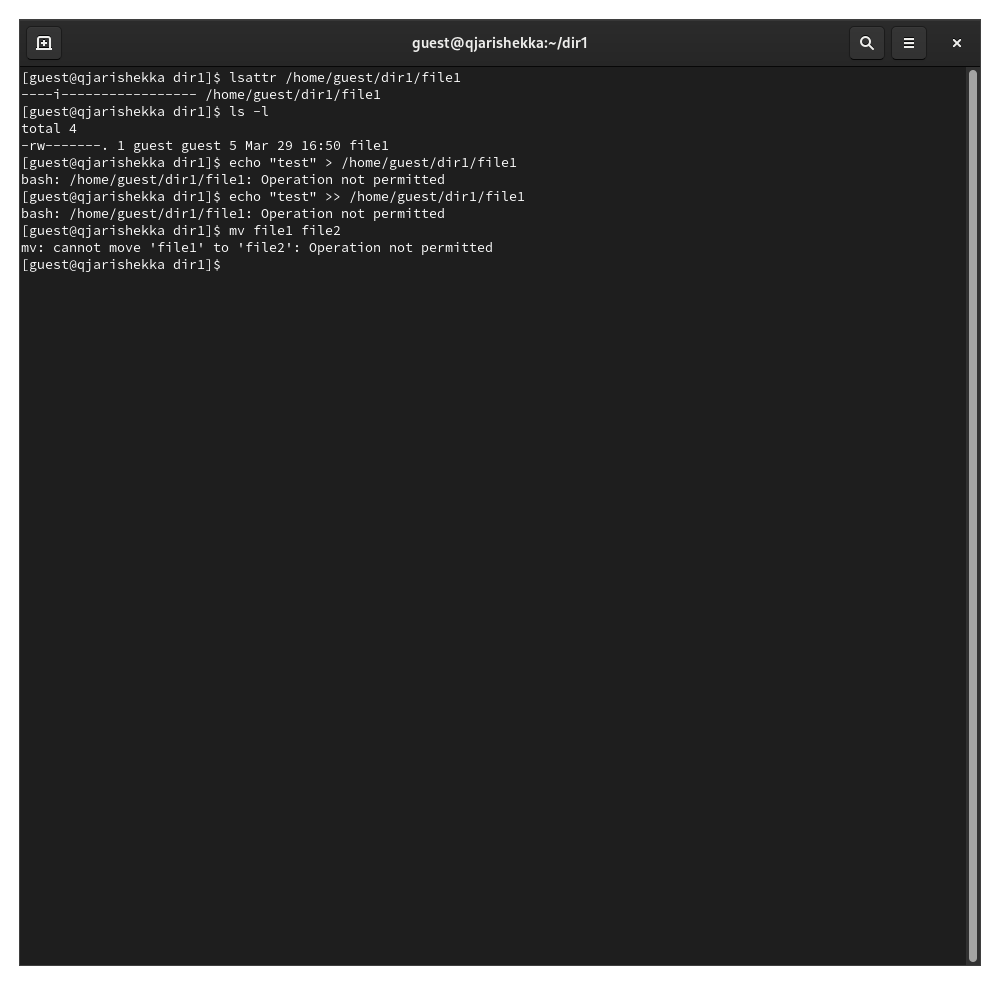 guest@qjarishekka:~/dir1
[guest@qjarishekka dir1]$ lsattr /home/guest/dir1/file1
----i----------------- /home/guest/dir1/file1
[guest@qjarishekka dir1]$ ls -l
total 4
-rw-------. 1 guest guest 5 Mar 29 16:50 file1
[guest@qjarishekka dir1]$ echo "test" > /home/guest/dir1/file1
bash: /home/guest/dir1/file1: Operation not permitted
[guest@qjarishekka dir1]$ echo "test" >> /home/guest/dir1/file1
bash: /home/guest/dir1/file1: Operation not permitted
[guest@qjarishekka dir1]$ mv file1 file2
mv: cannot move 'file1' to 'file2': Operation not permitted
[guest@qjarishekka dir1]$